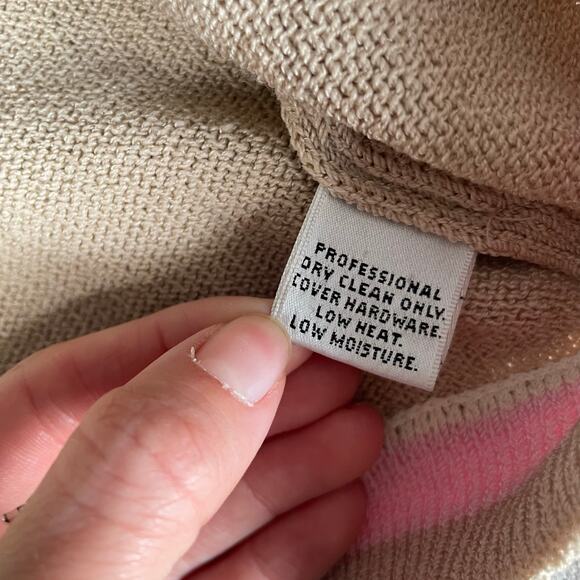 PROFESSIONAL
DRY CLEAN ONLY.
COVER HARDWARE.
LOW HEAT.
LOW MOISTURE.